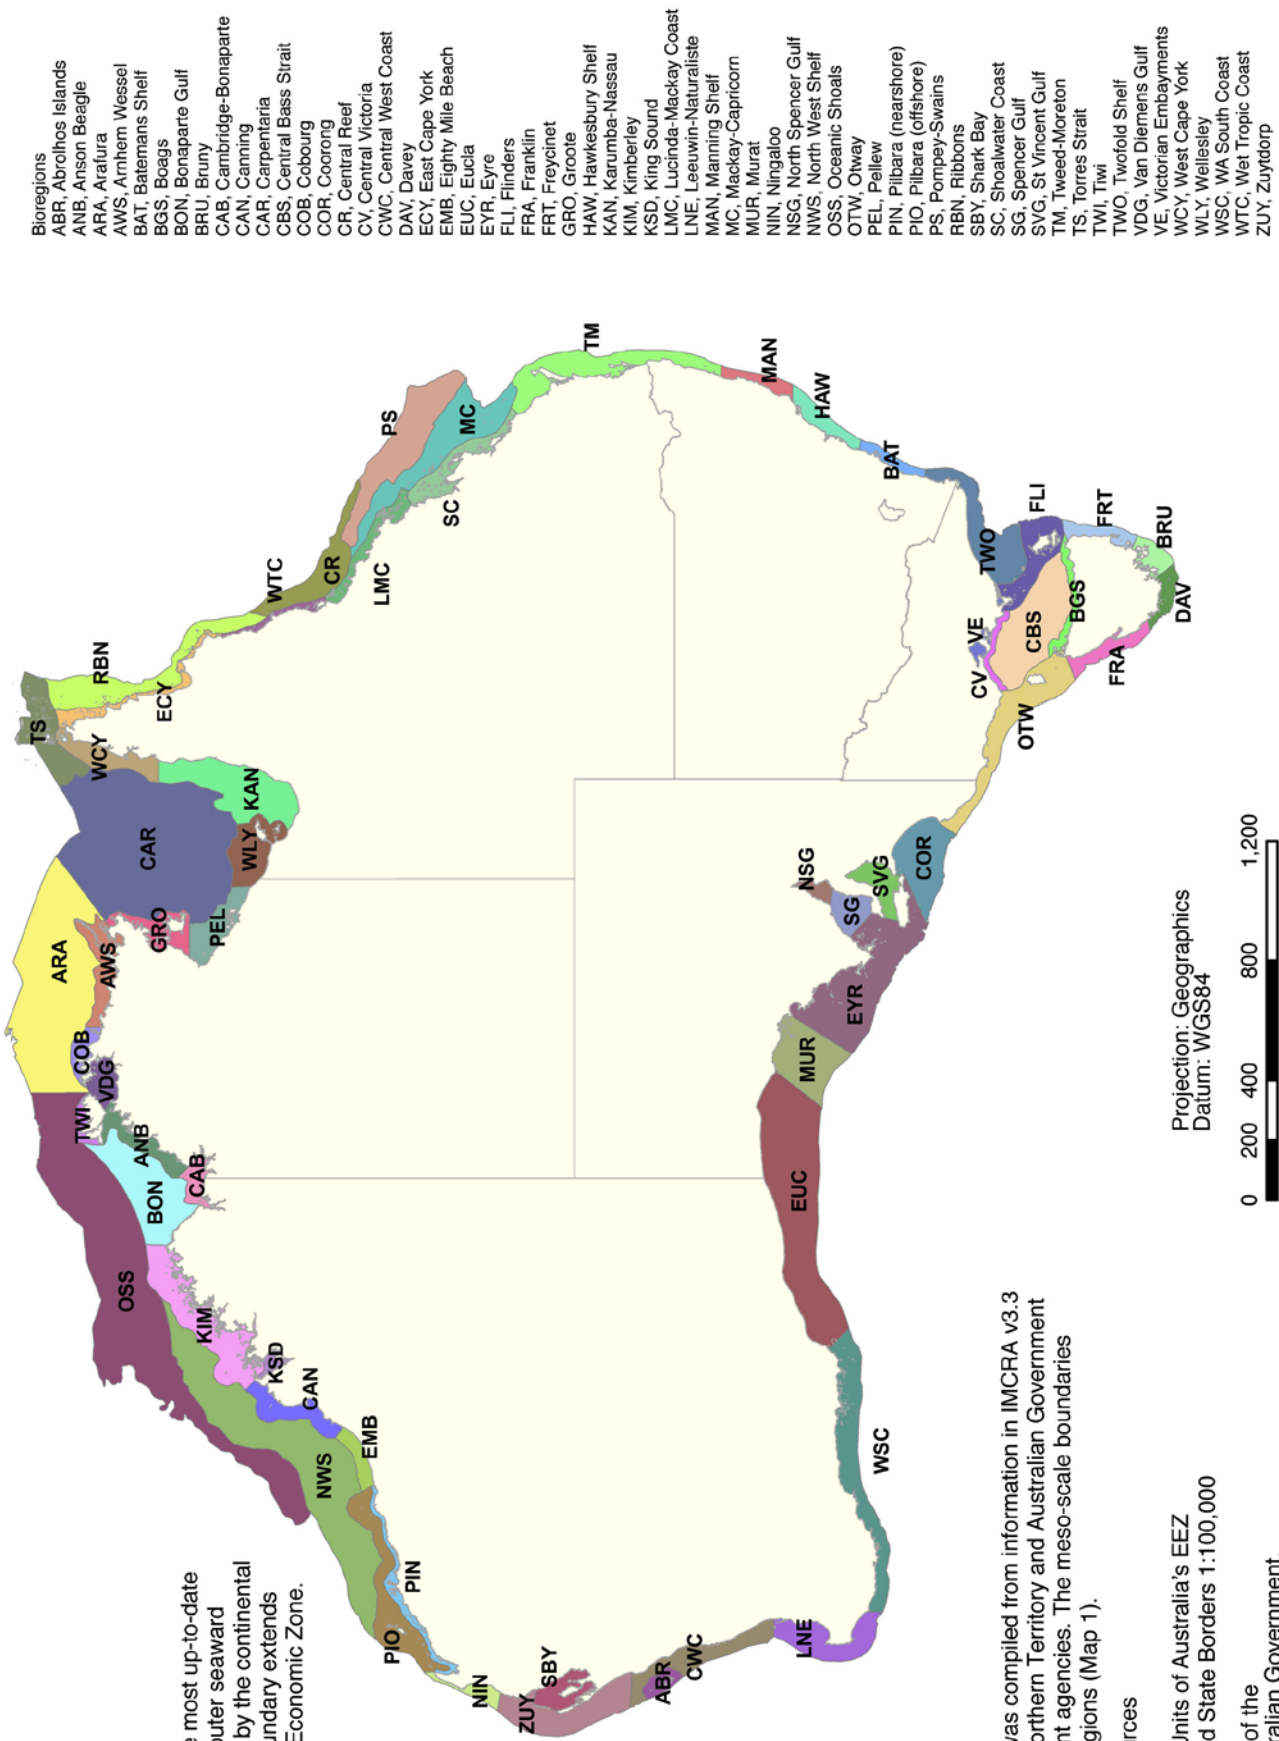 Bioregions
ABR, Abrolhos Islands
ANB, Anson Beagle
ARA, Arafura
AWS, Arnhem Wessel
BAT, Batemans Shelf
BGS, Boags
BON, Bonaparte Gulf
BRU, Bruny
CAB, Cambridge-Bonaparte
CAN, Canning
CAR, Carpentaria
CBS, Central Bass Strait
COB, Cobourg
COR, Coorong
CR, Central Reef
CV, Central Victoria
CWC, Central West Coast
DAV, Davey
ECY, East Cape York
EMB, Eighty Mile Beach
EUC, Eucla
EYR, Eyre
FLI, Flinders
FRA, Franklin
FRT, Freycinet
GRO, Groote
HAW, Hawkesbury Shelf
KAN, Karumba-Nassau
KIM, Kimberley
KSD, King Sound
LMC, Lucinda-Mackay Coast
LNE, Leeuwin-Naturaliste
MAN, Manning Shelf
MC, Mackay-Capricorn
MUR, Murat
NIN, Ningaloo
NSG, North Spencer Gulf
NWS, North West Shelf
OSS, Oceanic Shoals
OTW, Otway
PEL, Pellew
PIN, Pilbara (nearshore)
PIO, Pilbara (offshore)
PS, Pompey-Swains
RBN, Ribbons
SBY, Shark Bay
SC, Shoalwater Coast
SG, Spencer Gulf
SVG, St Vincent Gulf
TM, Tweed-Moreton
TS, Torres Strait
TWI, Tiwi
TWO, Twofold Shelf
VDG, Van Diemens Gulf
VE, Victorian Embayments
WCY, West Cape York
WLY, Wellesley
WSC, WA South Coast
WTC, Wet Tropic Coast
ZUY, Zuytdorp
TS
RBN
WCY
ECY
ARA
CAR
KAN
WLY
GRO
PEL
AWS
COB
VDG
TWI
ANB
BON
CAB
OSS
KIM
KSD
CAN
NWS
EMB
PIN
PIO
NIN
SBY
ZUY
ABR
CWC
LNE
WSC
EUC
MUR
EYR
NSG
SG
SVG
COR
OTW
CV
VE
CBS
BGS
FRA
DAV
BRU
FRT
FLI
TWO
BAT
HAW
MAN
TM
MC
PS
SC
LMC
CR
WTC
most up-to-date
outer seaward
by the continental
undary extends
Economic Zone.
was compiled from information in IMCRA v3.3
orthern Territory and Australian Government
nt agencies. The meso-scale boundaries
gions (Map 1).
rces
Units of Australia's EEZ
d State Borders 1:100,000
of the
ralian Government.
Projection: Geographics
Datum: WGS84
0 200 400 800 1,200